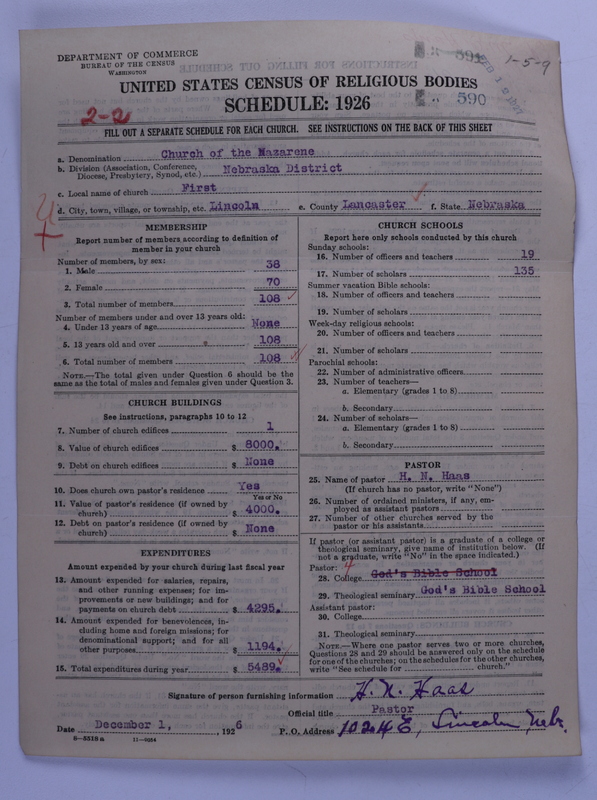 DEPARTMENT OF COMMERCE
BUREAU OF THE CENSUS
WASHINGTON
1-5-9
590
UNITED STATES CENSUS OF RELIGIOUS BODIES
SCHEDULE: 1926
2-2
FILL OUT A SEPARATE SCHEDULE FOR EACH CHURCH. SEE INSTRUCTIONS ON THE BACK OF THIS SHEET
a. Denomination Church of the Nazarene
b. Division (Association, Conference, Diocese, Presbytery, Synod, etc.) Nebraska District
c. Local name of church First
d. City, town, village, or township, etc. Lincoln e. County Lancaster f. State Nebraska
MEMBERSHIP
Report number of members according to definition of
member in your church
Number of members, by sex:
1. Male 38
2. Female 70
3. Total number of members 108
Number of members under and over 13 years old:
4. Under 13 years of age None
5. 13 years old and over 108
6. Total number of members 108
NOTE.—The total given under Question 6 should be
same as the total of males and females given under Question 3.
CHURCH BUILDINGS
See instructions, paragraphs 10 to 12
7. Number of church edifices 1
8. Value of church edifices $ 8000.
9. Debt on church edifices $ None
10. Does church own pastor's residence Yes
Yes or No
11. Value of pastor's residence (if owned by
church) $ 4000.
12. Debt on pastor's residence (if owned by
church) $ None
EXPENDITURES
Amount expended by your church during last fiscal year
13. Amount expended for salaries, repairs,
and other running expenses; for im-
provements or new buildings; and for
payments on church debt $ 4295.
14. Amount expended for benevolences, in-
cluding home and foreign missions; for
denominational support; and for all
other purposes $ 1194.
15. Total expenditures during year $ 5489.
CHURCH SCHOOLS
Report here only schools conducted by this church
Sunday schools:
16. Number of officers and teachers 19
17. Number of scholars 135
Summer vacation Bible schools:
18. Number of officers and teachers
19. Number of scholars
Week-day religious schools:
20. Number of officers and teachers
21. Number of scholars
Parochial schools:
22. Number of administrative officers
23. Number of teachers—
a. Elementary (grades 1 to 8)
b. Secondary
24. Number of scholars—
a. Elementary (grades 1 to 8)
b. Secondary
PASTOR
25. Name of pastor H. N. Haas
(If church has no pastor, write "None")
26. Number of ordained ministers, if any, em-
ployed as assistant pastors
27. Number of other churches served by the
pastor or his assistants
If pastor (or assistant pastor) is a graduate of a college or
theological seminary, give name of institution below. (If
not a graduate, write "No" in the space indicated.)
Pastor:
28. College God's Bible School
29. Theological seminary God's Bible School
Assistant pastor:
30. College
31. Theological seminary
NOTE.—Where one pastor serves two or more churches,
Questions 28 and 29 should be answered only on the schedule
for one of the churches; on the schedules for the other churches,
write "See schedule for church."
Signature of person furnishing information H. N. Haas
Official title Pastor
Date December 1, 1926 P. O. Address 1024 E, Lincoln, Nebr.
8-5518a 11-9054